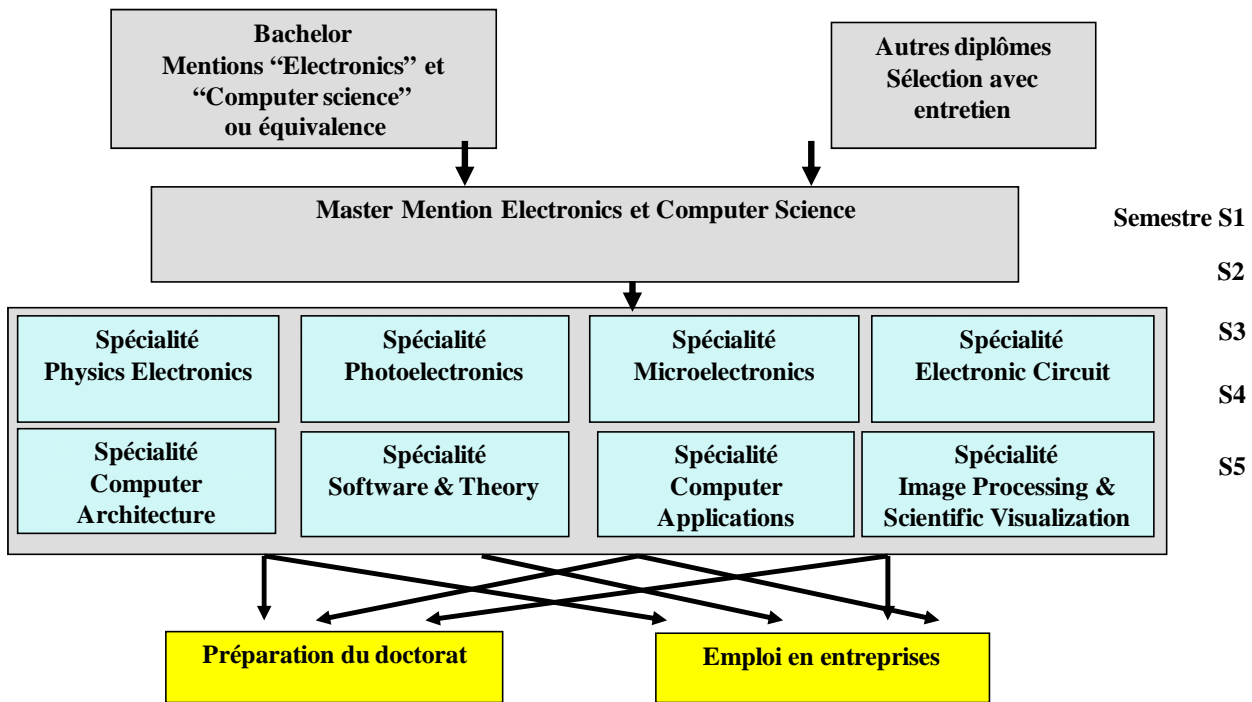 Bachelor
Mentions “Electronics” et
“Computer science”
ou équivalence
Autres diplômes
Sélection avec
entretien
Master Mention Electronics et Computer Science
Semestre S1
S2
Spécialité
Physics Electronics
Spécialité
Photoelectronics
Spécialité
Microelectronics
Spécialité
Electronic Circuit
S3
S4
Spécialité
Computer
Architecture
Spécialité
Software & Theory
Spécialité
Computer
Applications
Spécialité
Image Processing &
Scientific Visualization
S5
Préparation du doctorat
Emploi en entreprises